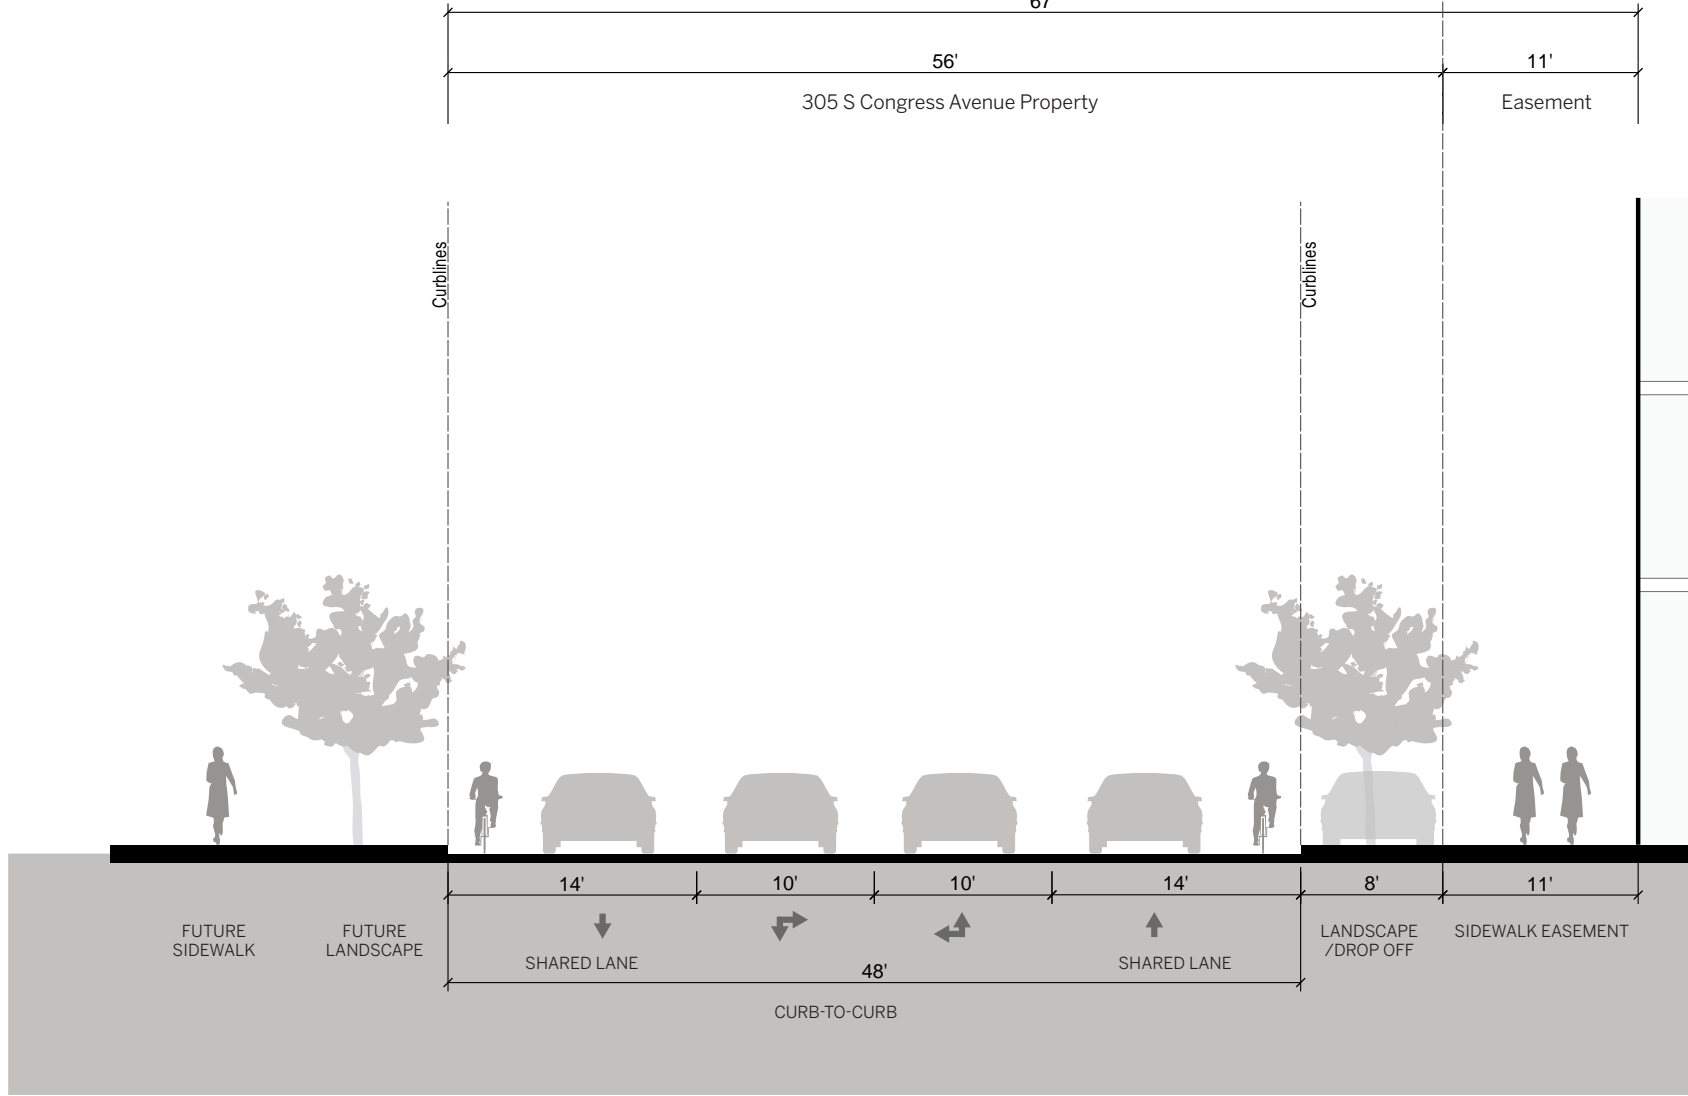 67'
56'
11'
305 S Congress Avenue Property
Easement
Curblines
Curblines
14'
10'
10'
14'
8'
11'
FUTURE
SIDEWALK
FUTURE
LANDSCAPE
SHARED LANE
SHARED LANE
LANDSCAPE
/DROP OFF
SIDEWALK EASEMENT
48'
CURB-TO-CURB